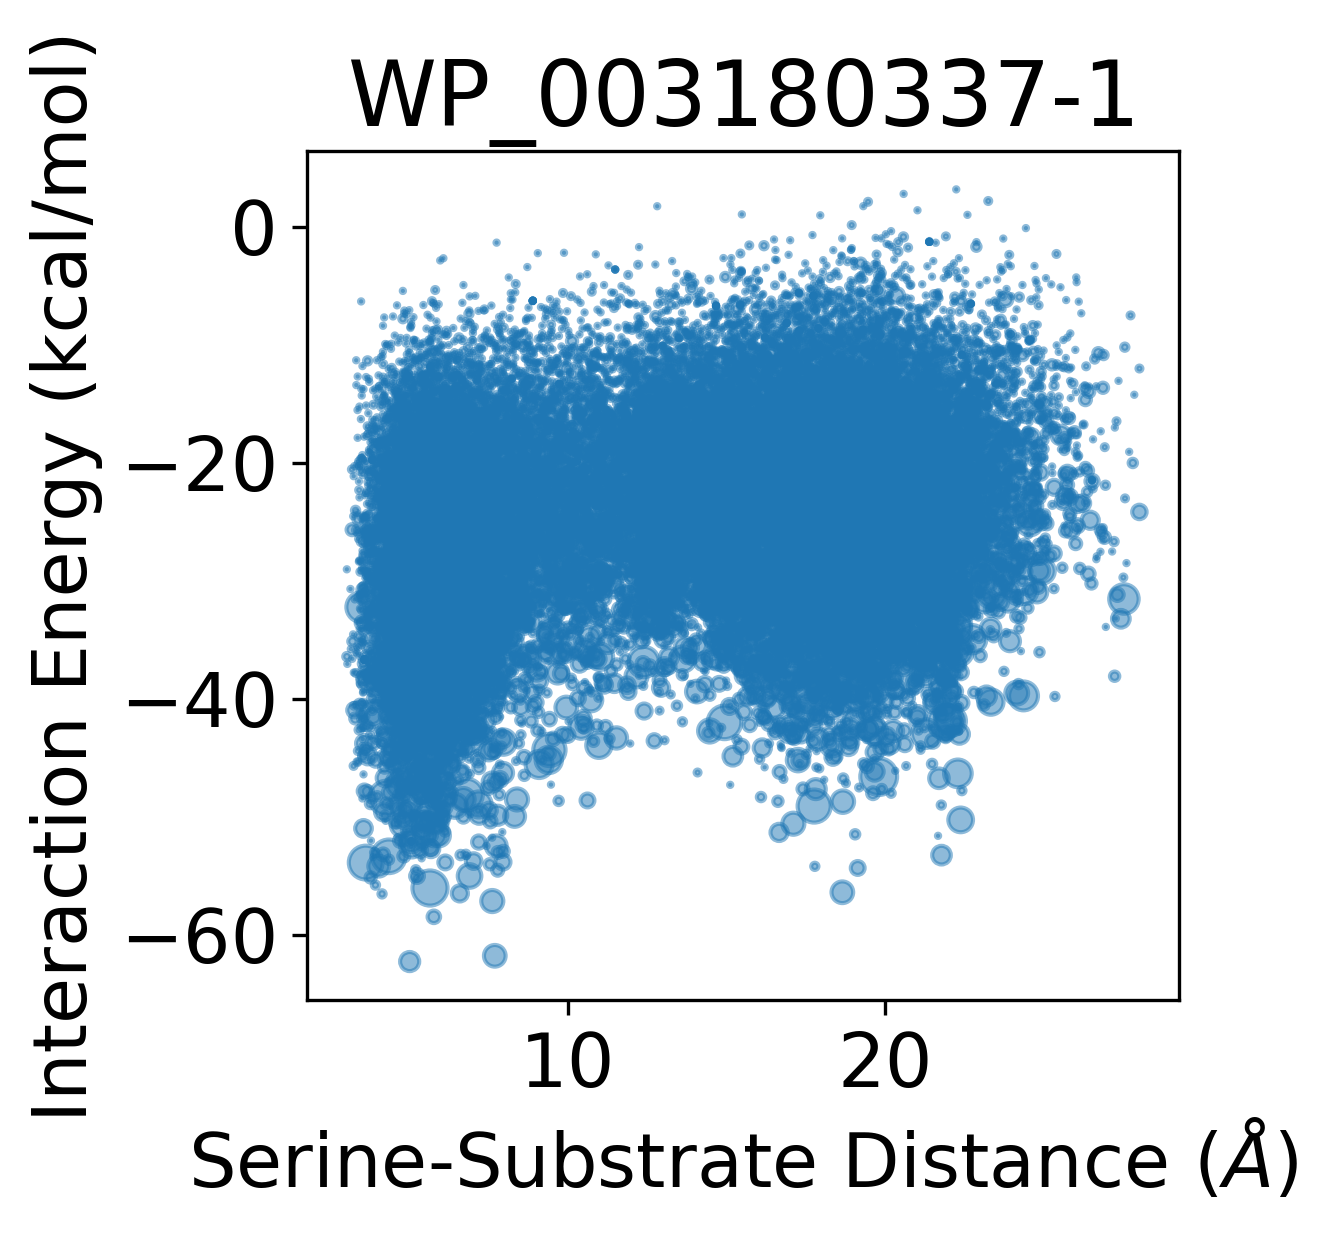 WP_003180337-1
Interaction Energy (kcal/mol)
0
−20
−40
−60
10 20
Serine-Substrate Distance (Å)